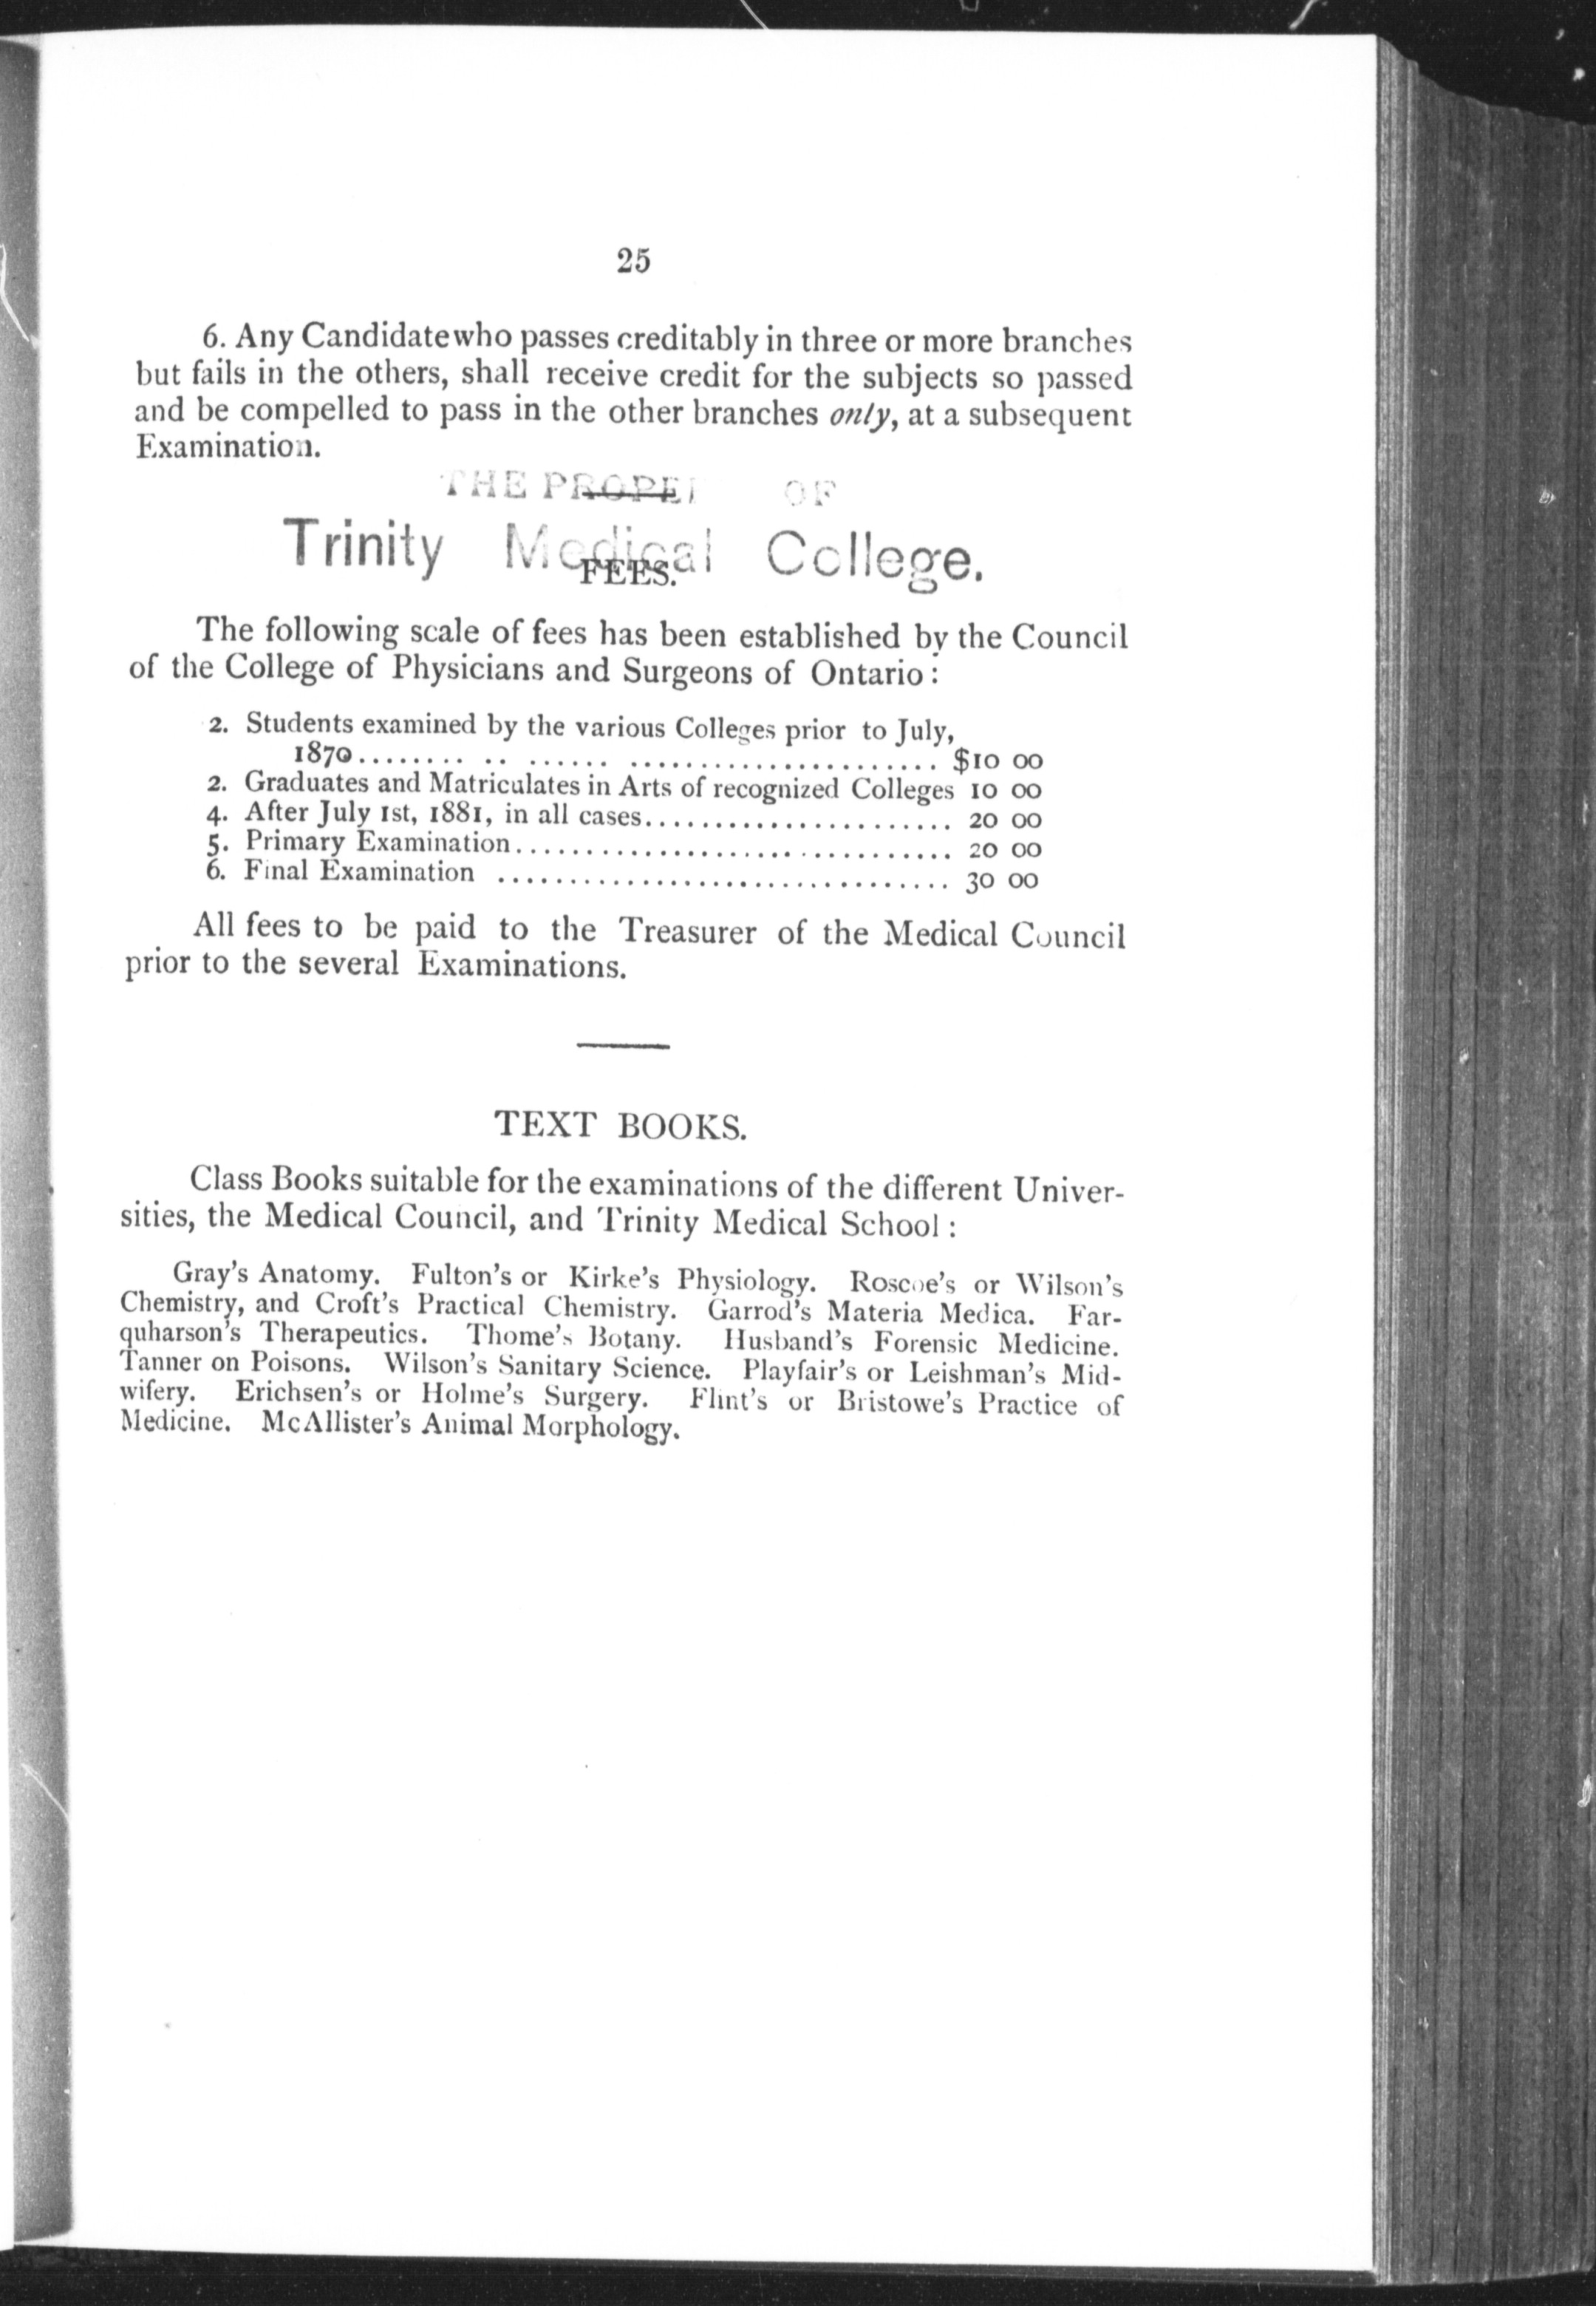 25
6. Any Candidate who passes creditably in three or more branches
but fails in the others, shall receive credit for the subjects so passed
and be compelled to pass in the other branches only, at a subsequent
Examination.
THE PROPER OF
Trinity Medical College.
FEES.
The following scale of fees has been established by the Council
of the College of Physicians and Surgeons of Ontario:
2. Students examined by the various Colleges prior to July,
1870........ .. ...... ...................... $10 00
2. Graduates and Matriculates in Arts of recognized Colleges 10 00
4. After July 1st, 1881, in all cases...................... 20 00
5. Primary Examination............................... 20 00
6. Final Examination ................................ 30 00
All fees to be paid to the Treasurer of the Medical Council
prior to the several Examinations.
TEXT BOOKS.
Class Books suitable for the examinations of the different Univer-
sities, the Medical Council, and Trinity Medical School:
Gray's Anatomy. Fulton's or Kirke's Physiology. Roscoe's or Wilson's
Chemistry, and Croft's Practical Chemistry. Garrod's Materia Medica. Far-
quharson's Therapeutics. Thome's Botany. Husband's Forensic Medicine.
Tanner on Poisons. Wilson's Sanitary Science. Playfair's or Leishman's Mid-
wifery. Erichsen's or Holme's Surgery. Flint's or Bristowe's Practice of
Medicine. McAllister's Animal Morphology.